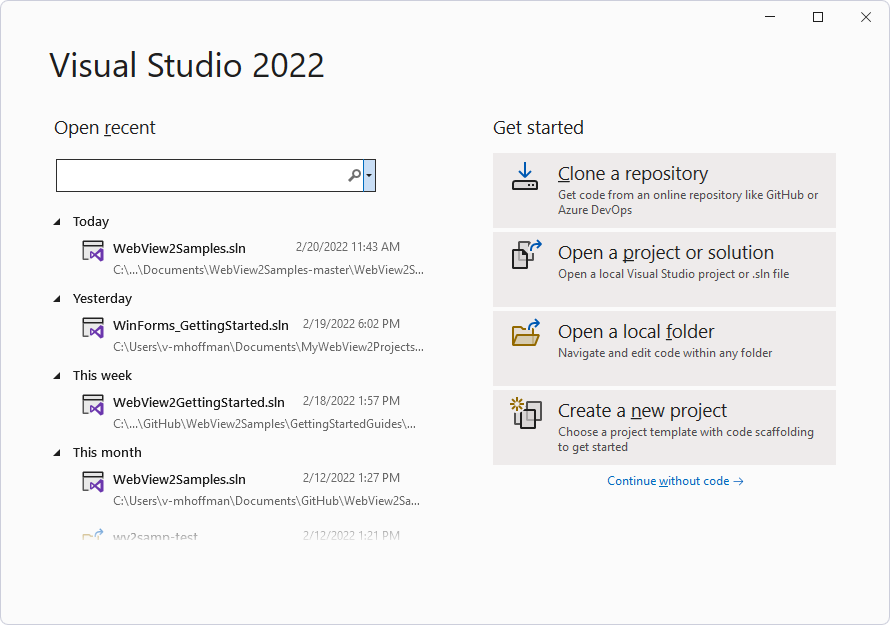 Visual Studio 2022
Open recent
Today
WebView2Samples.sln 2/20/2022 11:43 AM
C:\...\Documents\WebView2Samples-master\WebView2S...
Yesterday
WinForms_GettingStarted.sln 2/19/2022 6:02 PM
C:\Users\v-mhoffman\Documents\MyWebView2Projects...
This week
WebView2GettingStarted.sln 2/18/2022 1:57 PM
C:\...\GitHub\WebView2Samples\GettingStartedGuides\...
This month
WebView2Samples.sln 2/12/2022 1:27 PM
C:\Users\v-mhoffman\Documents\GitHub\WebView2Sa...
wv2samp-test 2/12/2022 1:21 PM
Get started
Clone a repository
Get code from an online repository like GitHub or
Azure DevOps
Open a project or solution
Open a local Visual Studio project or .sln file
Open a local folder
Navigate and edit code within any folder
Create a new project
Choose a project template with code scaffolding
to get started
Continue without code →